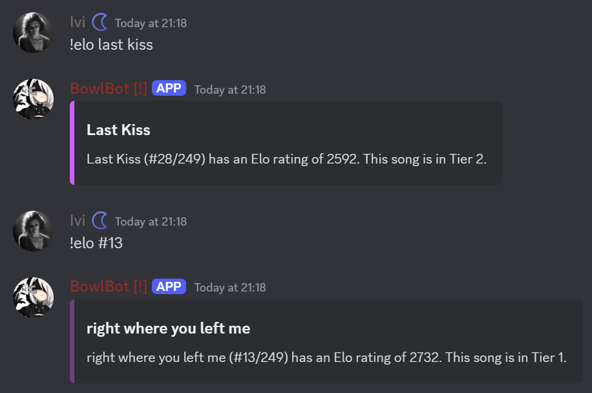 Ivi Today at 21:18
!elo last kiss
BowlBot [!] APP Today at 21:18
Last Kiss
Last Kiss (#28/249) has an Elo rating of 2592. This song is in Tier 2.
Ivi Today at 21:18
!elo #13
BowlBot [!] APP Today at 21:18
right where you left me
right where you left me (#13/249) has an Elo rating of 2732. This song is in Tier 1.